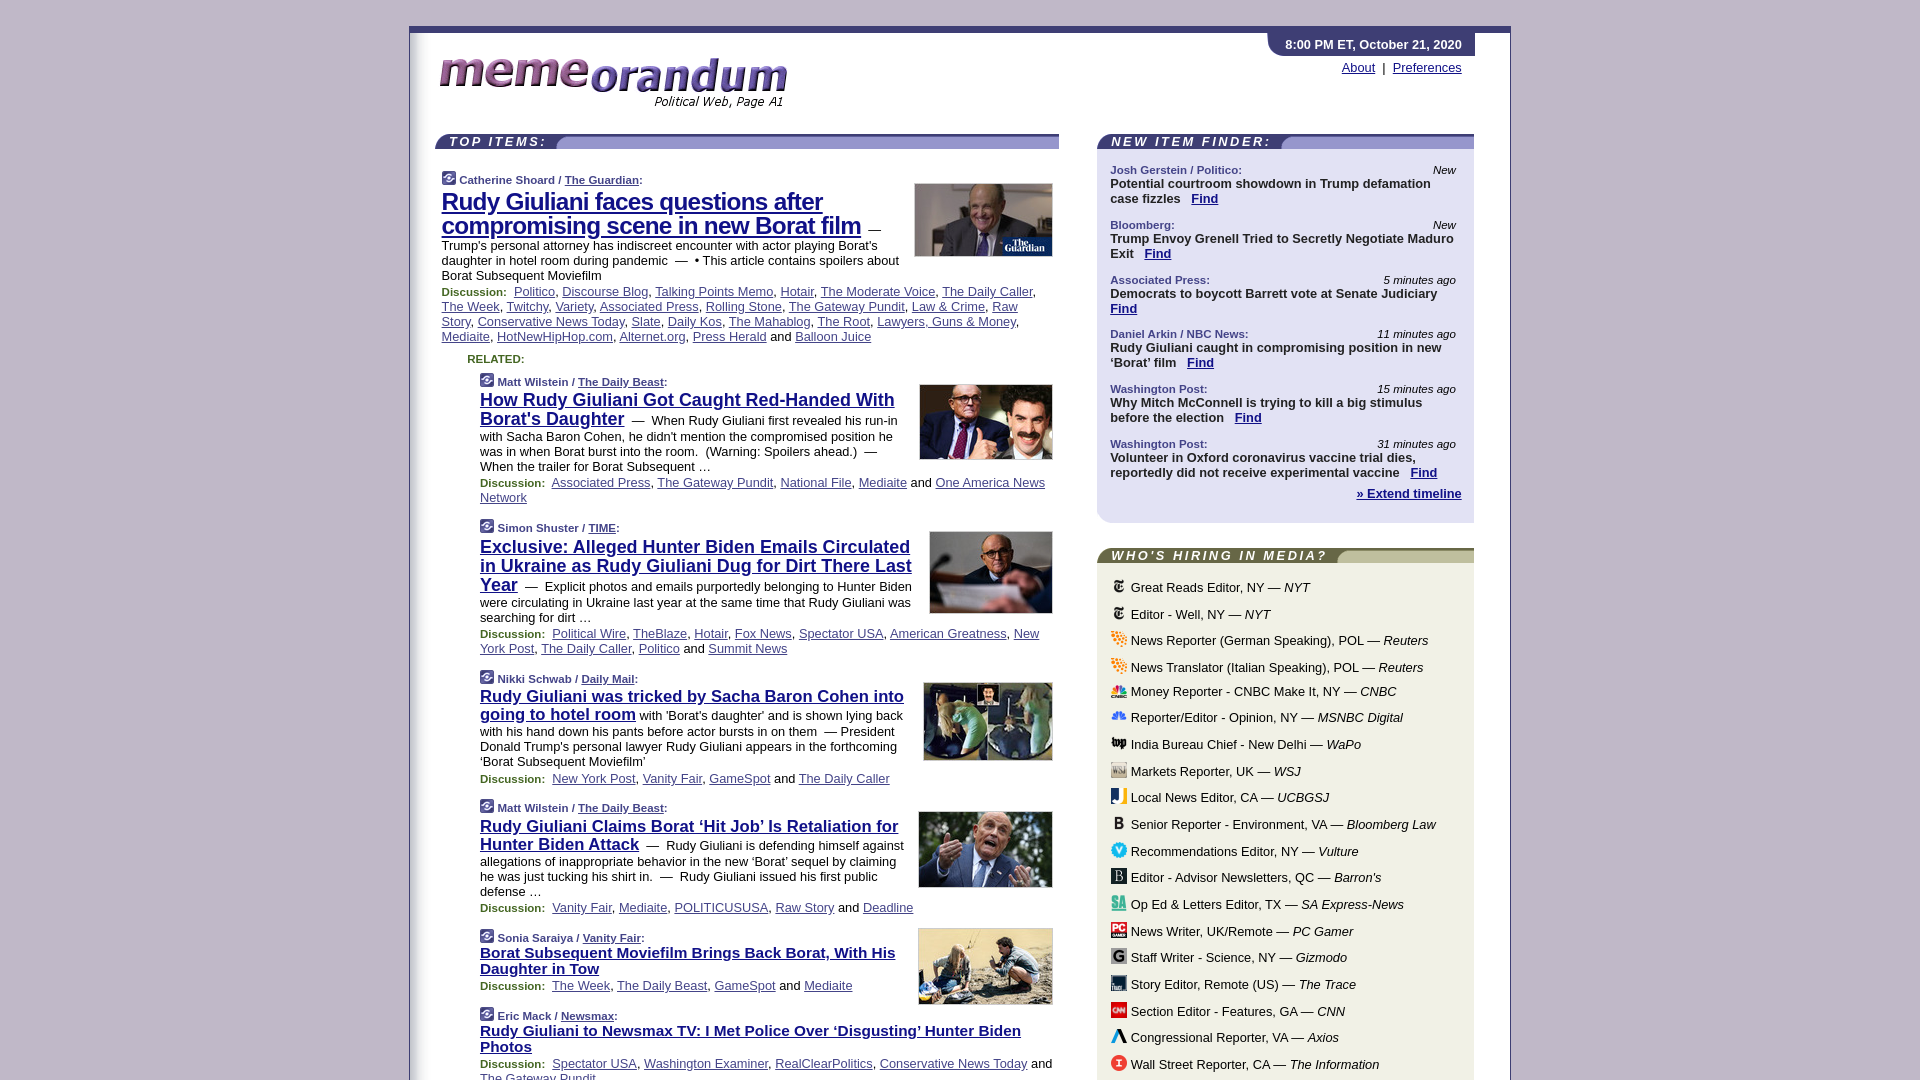 8:00 PM ET, October 21, 2020
About | Preferences
memeorandum
Political Web, Page A1
TOP ITEMS:
Catherine Shoard / The Guardian:
Rudy Giuliani faces questions after
compromising scene in new Borat film —
Trump's personal attorney has indiscreet encounter with actor playing Borat's
daughter in hotel room during pandemic — • This article contains spoilers about
Borat Subsequent Moviefilm
The Guardian
Discussion: Politico, Discourse Blog, Talking Points Memo, Hotair, The Moderate Voice, The Daily Caller,
The Week, Twitchy, Variety, Associated Press, Rolling Stone, The Gateway Pundit, Law & Crime, Raw
Story, Conservative News Today, Slate, Daily Kos, The Mahablog, The Root, Lawyers, Guns & Money,
Mediaite, HotNewHipHop.com, Alternet.org, Press Herald and Balloon Juice
RELATED:
Matt Wilstein / The Daily Beast:
How Rudy Giuliani Got Caught Red-Handed With
Borat's Daughter — When Rudy Giuliani first revealed his run-in
with Sacha Baron Cohen, he didn't mention the compromised position he
was in when Borat burst into the room. (Warning: Spoilers ahead.) —
When the trailer for Borat Subsequent …
Discussion: Associated Press, The Gateway Pundit, National File, Mediaite and One America News
Network
Simon Shuster / TIME:
Exclusive: Alleged Hunter Biden Emails Circulated
in Ukraine as Rudy Giuliani Dug for Dirt There Last
Year — Explicit photos and emails purportedly belonging to Hunter Biden
were circulating in Ukraine last year at the same time that Rudy Giuliani was
searching for dirt …
Discussion: Political Wire, TheBlaze, Hotair, Fox News, Spectator USA, American Greatness, New
York Post, The Daily Caller, Politico and Summit News
Nikki Schwab / Daily Mail:
Rudy Giuliani was tricked by Sacha Baron Cohen into
going to hotel room with 'Borat's daughter' and is shown lying back
with his hand down his pants before actor bursts in on them — President
Donald Trump's personal lawyer Rudy Giuliani appears in the forthcoming
‘Borat Subsequent Moviefilm’
Discussion: New York Post, Vanity Fair, GameSpot and The Daily Caller
Matt Wilstein / The Daily Beast:
Rudy Giuliani Claims Borat ‘Hit Job’ Is Retaliation for
Hunter Biden Attack — Rudy Giuliani is defending himself against
allegations of inappropriate behavior in the new ‘Borat’ sequel by claiming
he was just tucking his shirt in. — Rudy Giuliani issued his first public
defense …
Discussion: Vanity Fair, Mediaite, POLITICUSUSA, Raw Story and Deadline
Sonia Saraiya / Vanity Fair:
Borat Subsequent Moviefilm Brings Back Borat, With His
Daughter in Tow
Discussion: The Week, The Daily Beast, GameSpot and Mediaite
Eric Mack / Newsmax:
Rudy Giuliani to Newsmax TV: I Met Police Over ‘Disgusting’ Hunter Biden
Photos
Discussion: Spectator USA, Washington Examiner, RealClearPolitics, Conservative News Today and
The Gateway Pundit
NEW ITEM FINDER:
Josh Gerstein / Politico: New
Potential courtroom showdown in Trump defamation
case fizzles Find
Bloomberg: New
Trump Envoy Grenell Tried to Secretly Negotiate Maduro
Exit Find
Associated Press: 5 minutes ago
Democrats to boycott Barrett vote at Senate Judiciary
Find
Daniel Arkin / NBC News: 11 minutes ago
Rudy Giuliani caught in compromising position in new
‘Borat’ film Find
Washington Post: 15 minutes ago
Why Mitch McConnell is trying to kill a big stimulus
before the election Find
Washington Post: 31 minutes ago
Volunteer in Oxford coronavirus vaccine trial dies,
reportedly did not receive experimental vaccine Find
» Extend timeline
WHO'S HIRING IN MEDIA?
Great Reads Editor, NY — NYT
Editor - Well, NY — NYT
News Reporter (German Speaking), POL — Reuters
News Translator (Italian Speaking), POL — Reuters
Money Reporter - CNBC Make It, NY — CNBC
Reporter/Editor - Opinion, NY — MSNBC Digital
India Bureau Chief - New Delhi — WaPo
Markets Reporter, UK — WSJ
Local News Editor, CA — UCBGSJ
Senior Reporter - Environment, VA — Bloomberg Law
Recommendations Editor, NY — Vulture
Editor - Advisor Newsletters, QC — Barron's
Op Ed & Letters Editor, TX — SA Express-News
News Writer, UK/Remote — PC Gamer
Staff Writer - Science, NY — Gizmodo
Story Editor, Remote (US) — The Trace
Section Editor - Features, GA — CNN
Congressional Reporter, VA — Axios
Wall Street Reporter, CA — The Information